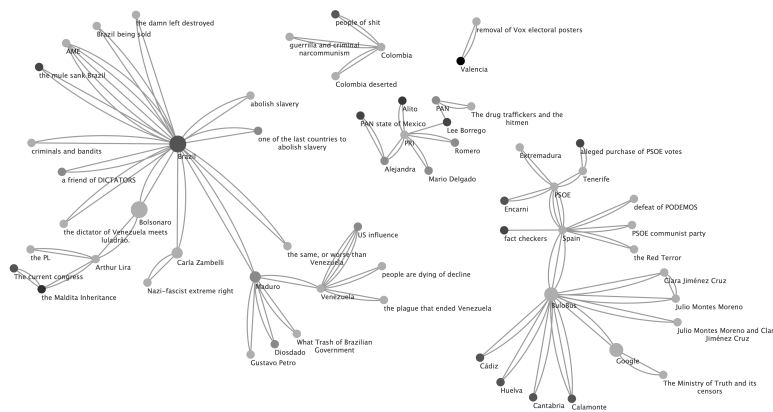 the damn left destroyed
people of shit
Brazil being sold
removal of Vox electoral posters
guerrilla and criminal
narcommunism
AME
Colombia
Valencia
the mule sank Brazil
Colombia deserted
abolish slavery
Alito
PAN
PAN state of Mexico
The drug traffickers and the
hitmen
Lee Borrego
one of the last countries to
abolish slavery
PRI
Romero
criminals and bandits
Brazil
Extremadura
alleged purchase of PSOE votes
Alejandra
Mario Delgado
a friend of DICTATORS
Tenerife
PSOE
Encarni
defeat of PODEMOS
Bolsonaro
the dictator of Venezuela meets
luladrão.
fact checkers
Spain
PSOE communist party
US influence
the PL
Carla Zambelli
the same, or worse than
Venezuela
the Red Terror
Arthur Lira
The current congress
people are dying of decline
Clara Jiménez Cruz
Nazi-fascist extreme right
Maduro
Venezuela
the Maldita Inheritance
the plague that ended Venezuela
BuloBus
Julio Montes Moreno
Julio Montes Moreno and Clar
Jiménez Cruz
What Trash of Brazilian
Government
Diosdado
Gustavo Petro
Google
Cádiz
The Ministry of Truth and its
censors
Huelva
Cantabria
Calamonte